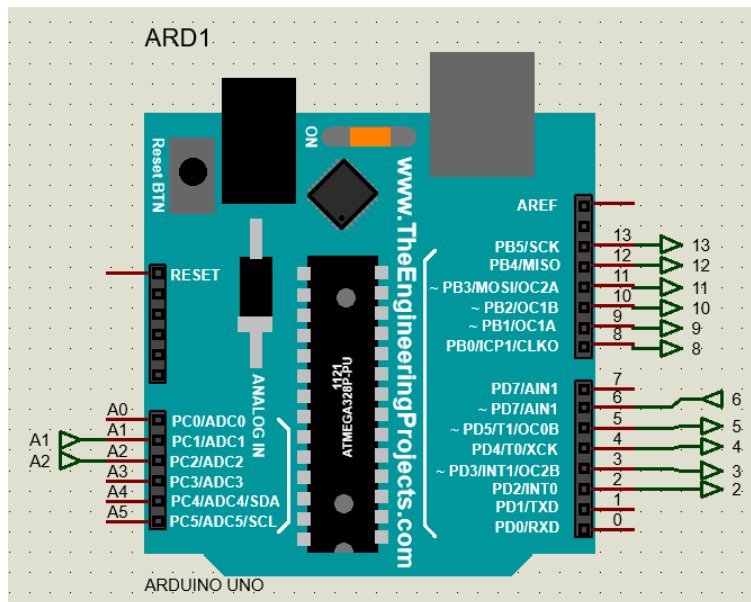 ARD1
Reset BTN
ON
www.TheEngineeringProjects.com
AREF
RESET
PB5/SCK 13 13
PB4/MISO 12 12
~ PB3/MOSI/OC2A 11 11
~ PB2/OC1B 10 10
~ PB1/OC1A 9 9
PB0/ICP1/CLKO 8 8
1121
ATMEGA328P-PU
ANALOG IN
PD7/AIN1 7
~ PD7/AIN1 6 6
~ PD5/T1/OC0B 5 5
PD4/T0/XCK 4 4
~ PD3/INT1/OC2B 3 3
PD2/INT0 2 2
PD1/TXD 1
PD0/RXD 0
A0 PC0/ADC0
A1 A1 PC1/ADC1
A2 A2 PC2/ADC2
A3 PC3/ADC3
A4 PC4/ADC4/SDA
A5 PC5/ADC5/SCL
ARDUINO UNO